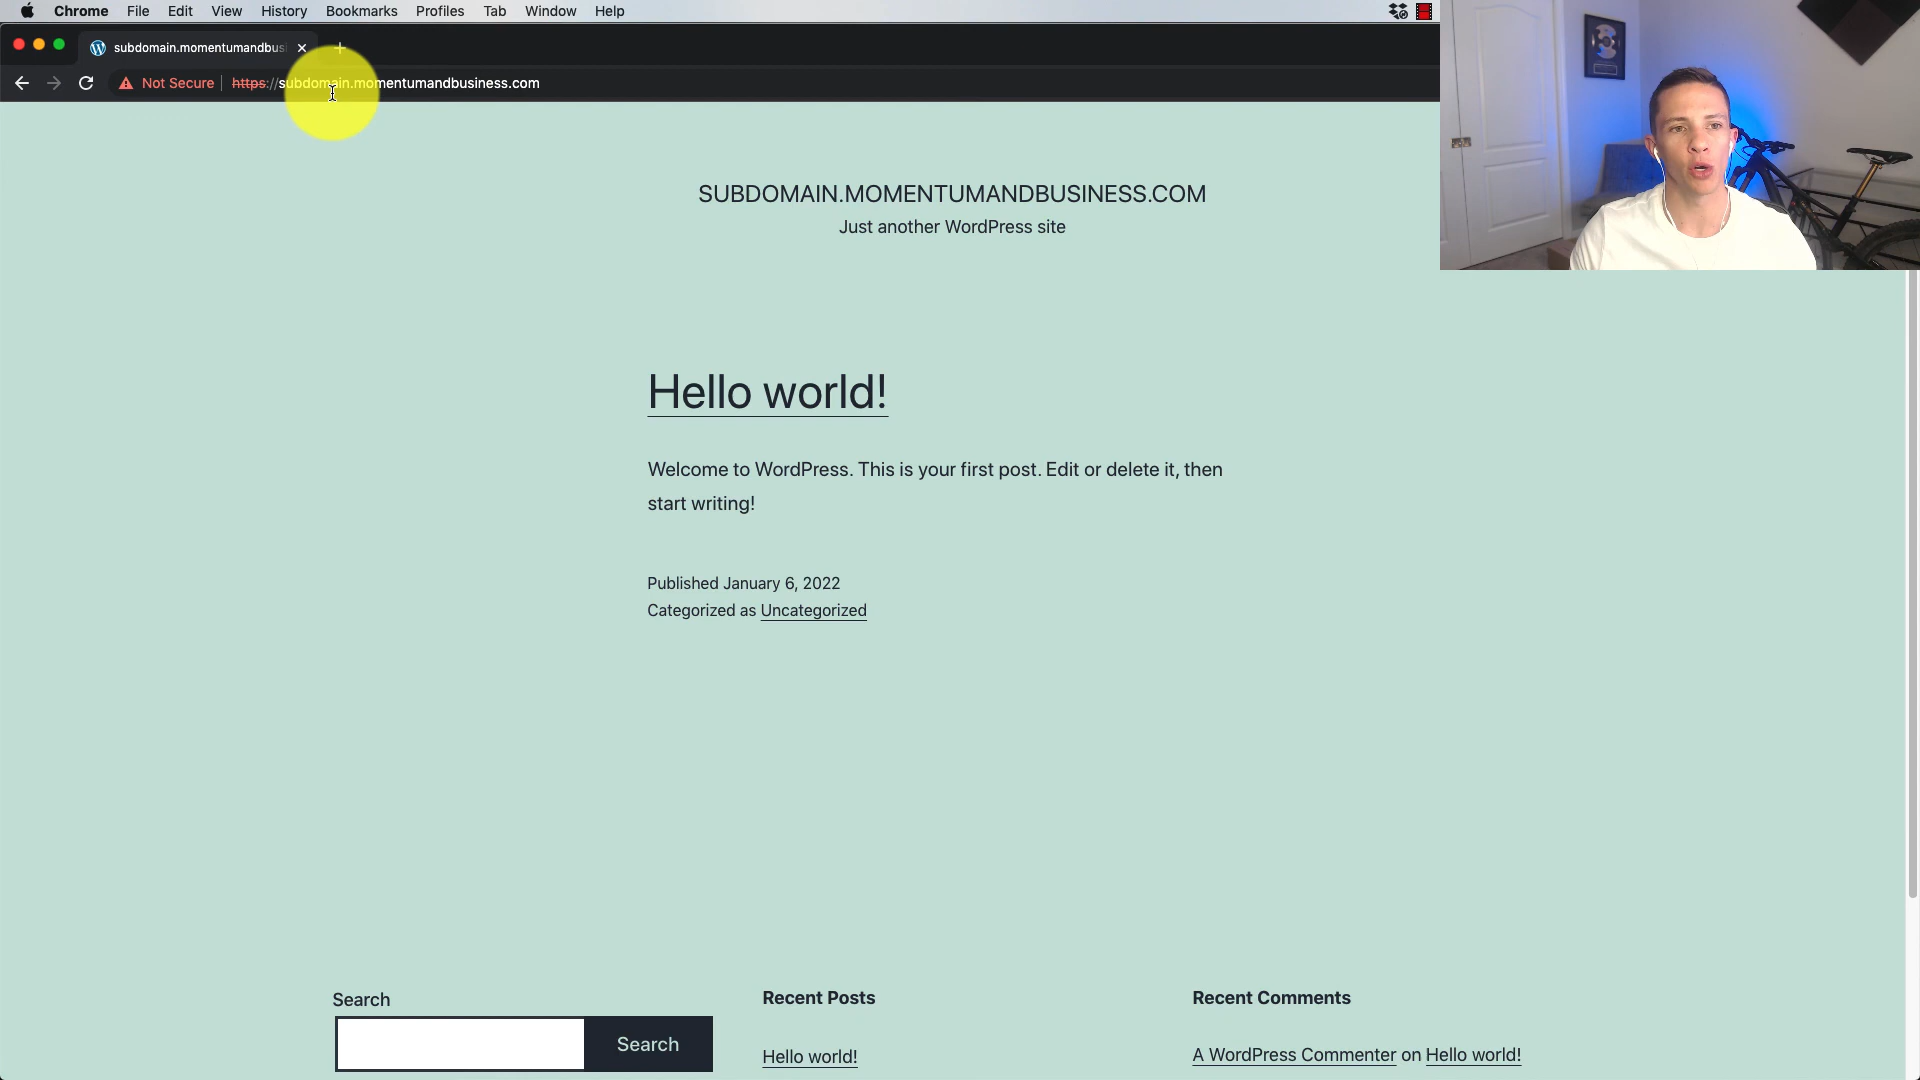 Chrome File Edit View History Bookmarks Profiles Tab Window Help
subdomain.momentumandbusi
Not Secure https://subdomain.momentumandbusiness.com
SUBDOMAIN.MOMENTUMANDBUSINESS.COM
Just another WordPress site
Hello world!
Welcome to WordPress. This is your first post. Edit or delete it, then
start writing!
Published January 6, 2022
Categorized as Uncategorized
Search
Search
Recent Posts
Hello world!
Recent Comments
A WordPress Commenter on Hello world!